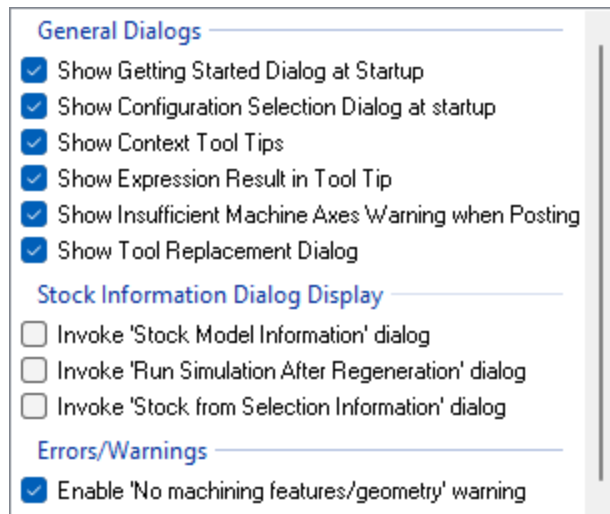 General Dialogs
Show Getting Started Dialog at Startup
Show Configuration Selection Dialog at startup
Show Context Tool Tips
Show Expression Result in Tool Tip
Show Insufficient Machine Axes Warning when Posting
Show Tool Replacement Dialog
Stock Information Dialog Display
Invoke 'Stock Model Information' dialog
Invoke 'Run Simulation After Regeneration' dialog
Invoke 'Stock from Selection Information' dialog
Errors/Warnings
Enable 'No machining features/geometry' warning